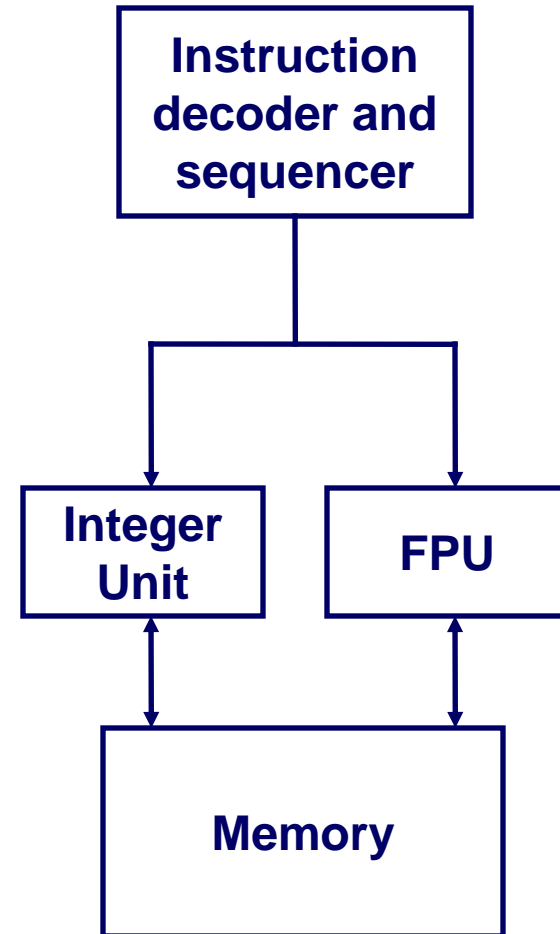 Instruction
decoder and
sequencer
Integer
Unit
FPU
Memory